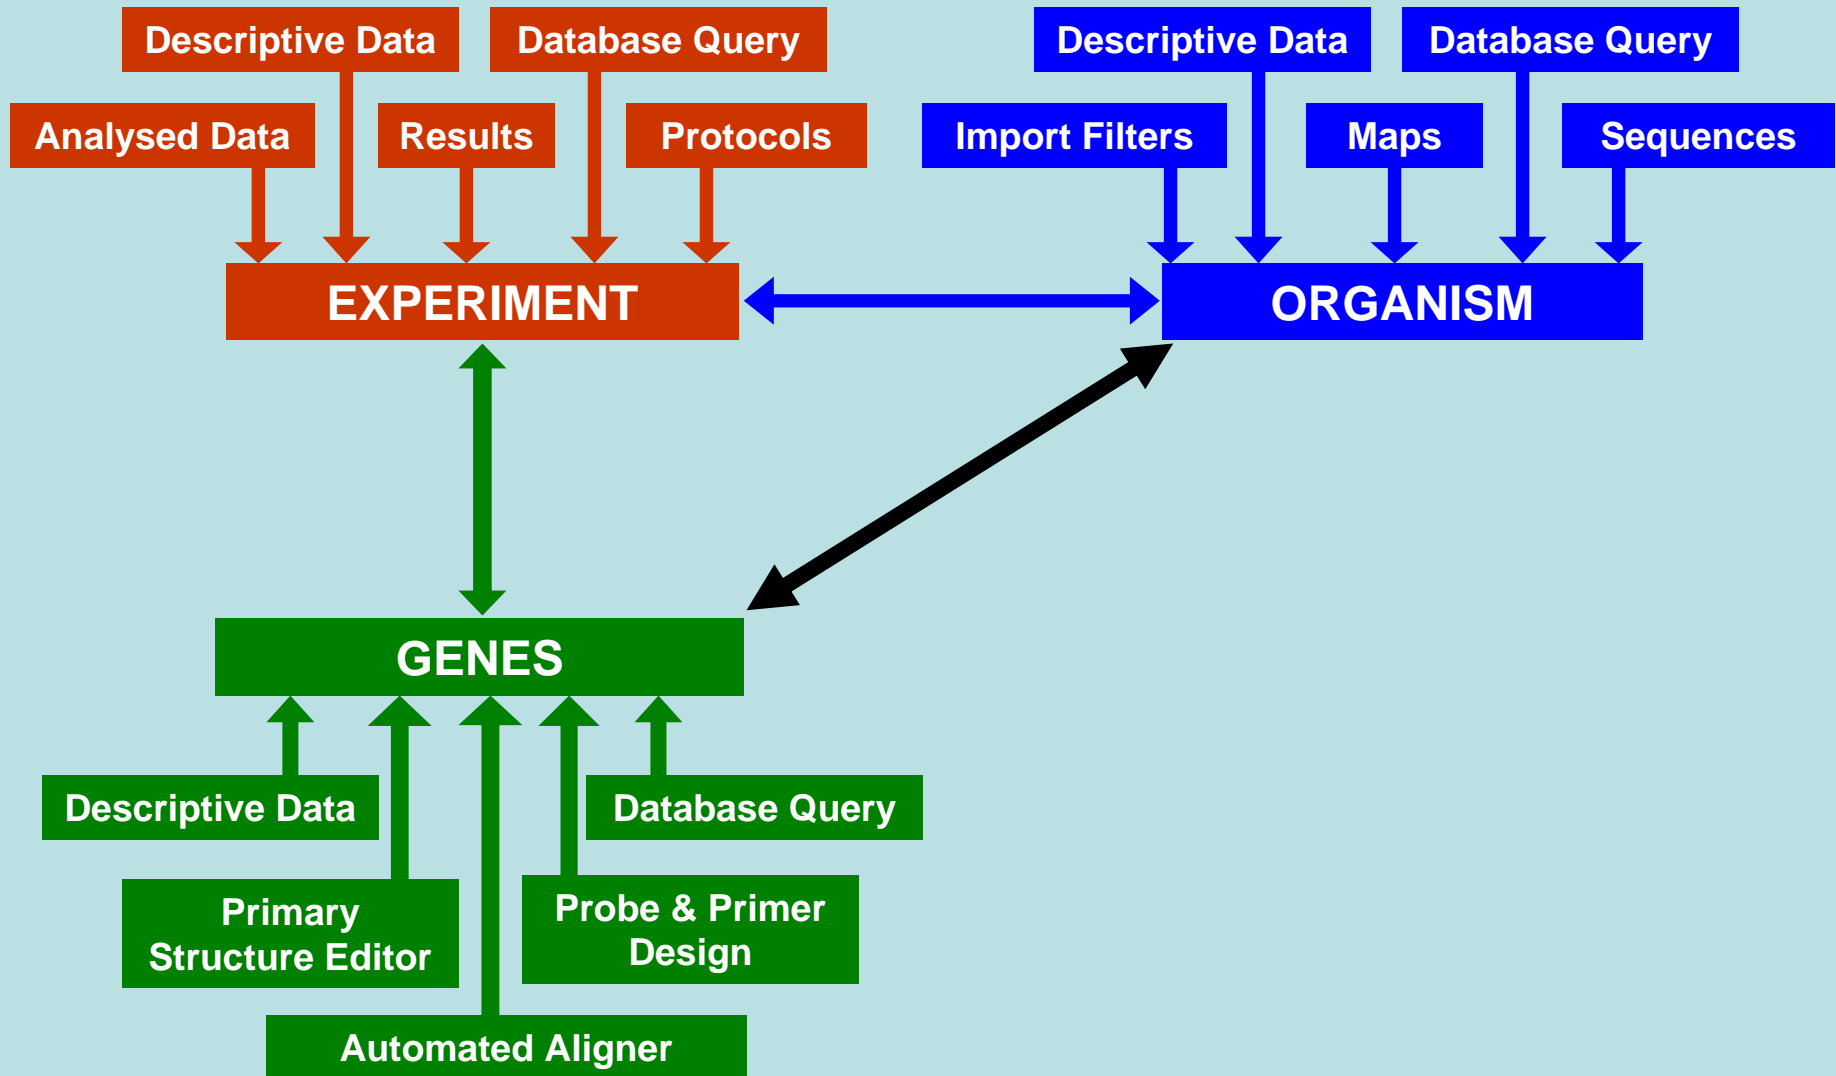 Descriptive Data
Database Query
Descriptive Data
Database Query
Analysed Data
Results
Protocols
Import Filters
Maps
Sequences
EXPERIMENT
ORGANISM
GENES
Descriptive Data
Database Query
Primary
Structure Editor
Probe & Primer
Design
Automated Aligner